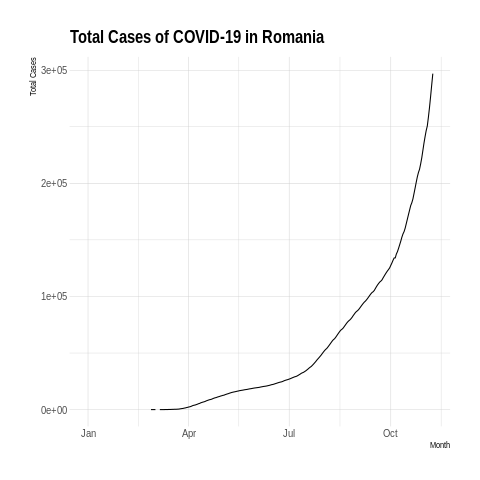 Total Cases of COVID-19 in Romania
Total Cases
3e+05
2e+05
1e+05
0e+00
Jan Apr Jul Oct
Month